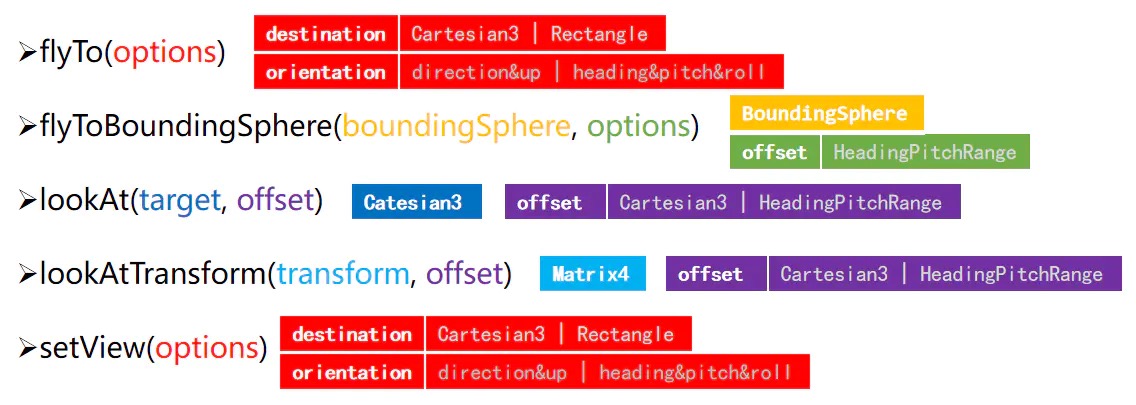 ➢flyTo(options) destination Cartesian3 | Rectangle
orientation direction&up | heading&pitch&roll
➢flyToBoundingSphere(boundingSphere, options) BoundingSphere
offset HeadingPitchRange
➢lookAt(target, offset) Catesian3 offset Cartesian3 | HeadingPitchRange
➢lookAtTransform(transform, offset) Matrix4 offset Cartesian3 | HeadingPitchRange
➢setView(options) destination Cartesian3 | Rectangle
orientation direction&up | heading&pitch&roll